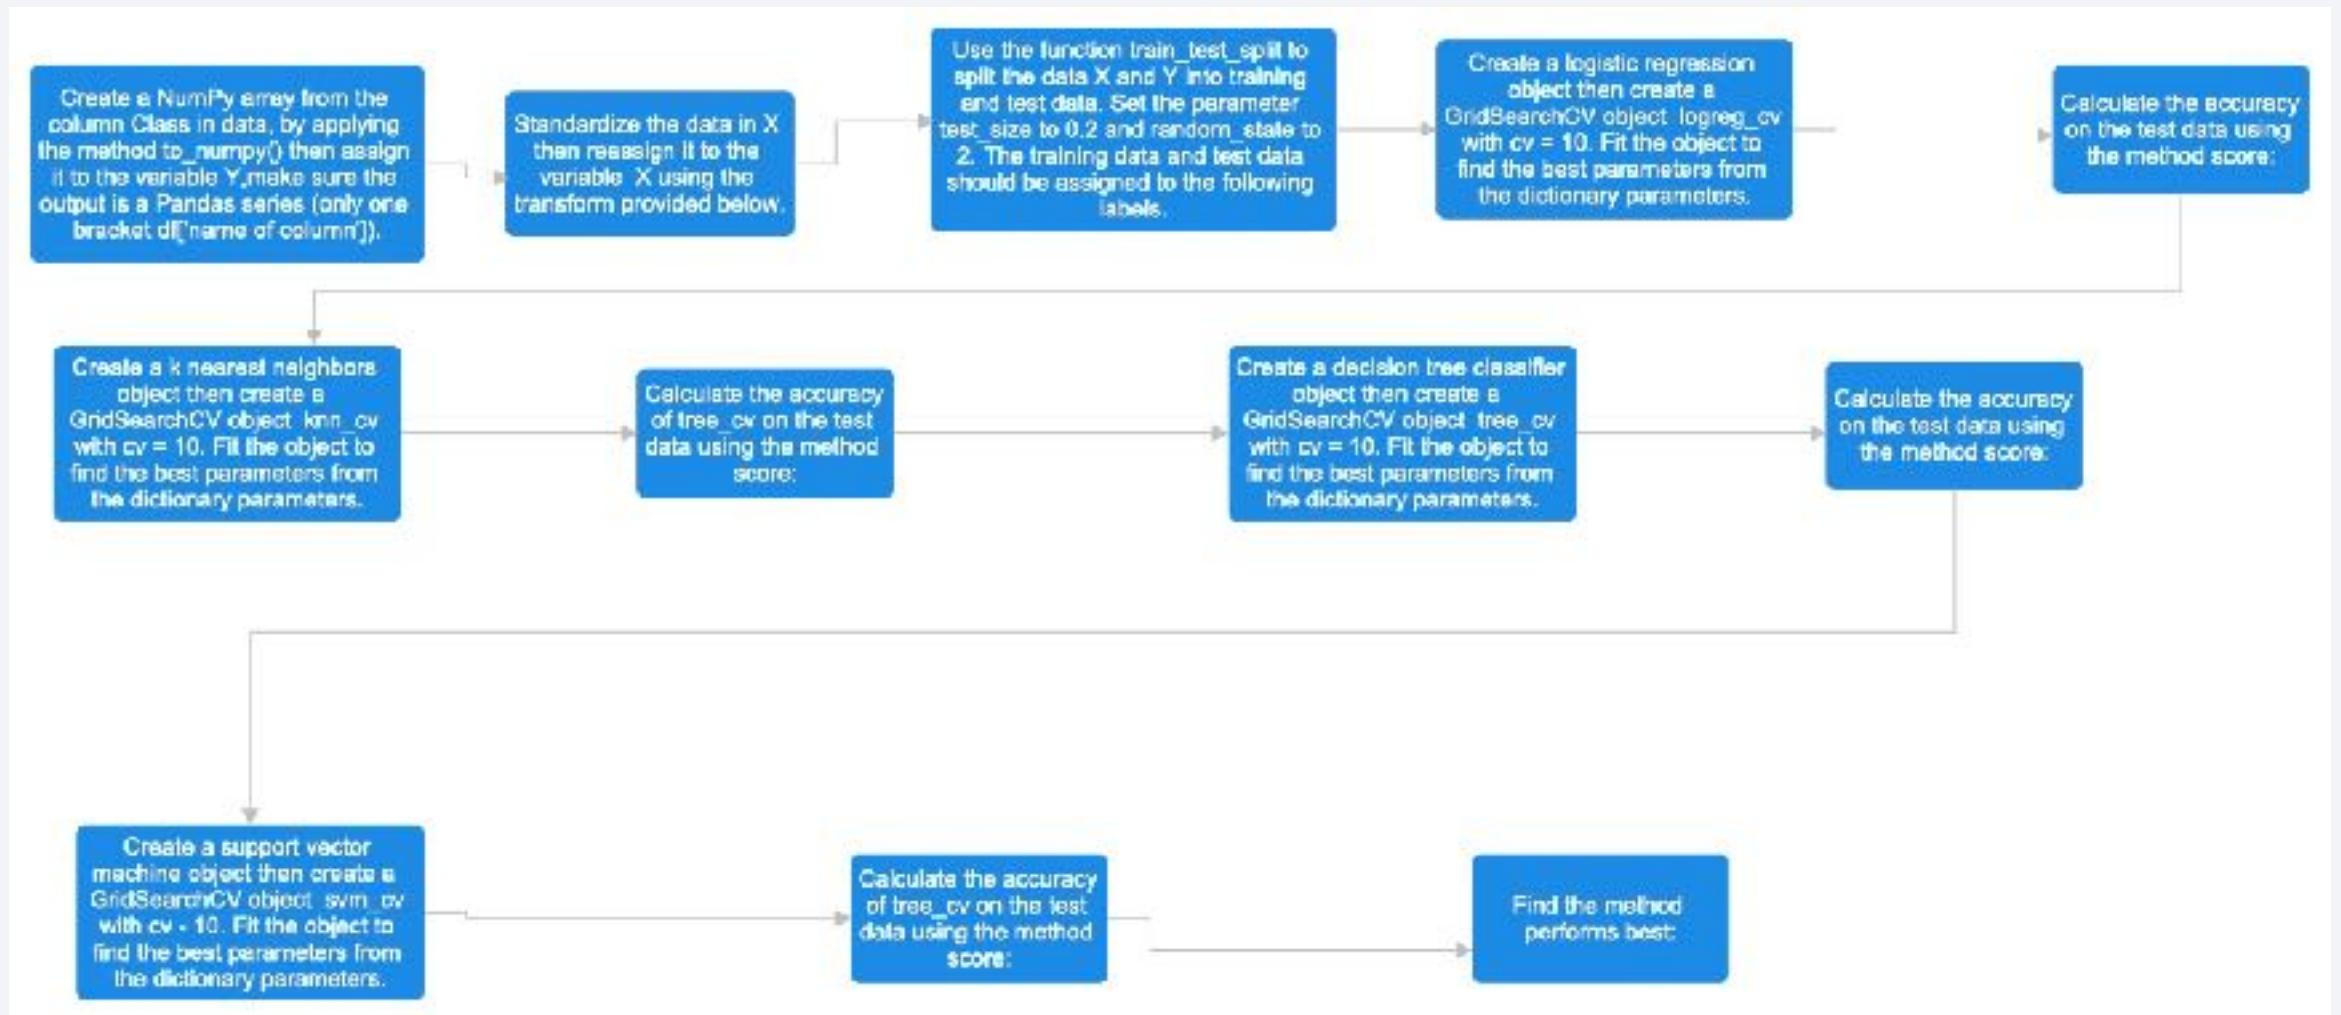 Create a NumPy array from the
column Class in data, by applying
the method to_numpy() then assign
it to the variable Y,make sure the
output is a Pandas series (only one
bracket df['name of column']).
Standardize the data in X
then reassign it to the
variable X using the
transform provided below.
Use the function train_test_split to
split the data X and Y into training
and test data. Set the parameter
test_size to 0.2 and random_state to
2. The training data and test data
should be assigned to the following
labels.
Create a logistic regression
object then create a
GridSearchCV object logreg_cv
with cv = 10. Fit the object to
find the best parameters from
the dictionary parameters.
Calculate the accuracy
on the test data using
the method score:
Create a k nearest neighbors
object then create a
GridSearchCV object knn_cv
with cv = 10. Fit the object to
find the best parameters from
the dictionary parameters.
Calculate the accuracy
of tree_cv on the test
data using the method
score:
Create a decision tree classifier
object then create a
GridSearchCV object tree_cv
with cv = 10. Fit the object to
find the best parameters from
the dictionary parameters.
Calculate the accuracy
on the test data using
the method score:
Create a support vector
machine object then create a
GridSearchCV object svm_cv
with cv - 10. Fit the object to
find the best parameters from
the dictionary parameters.
Calculate the accuracy
of tree_cv on the test
data using the method
score:
Find the method
performs best: